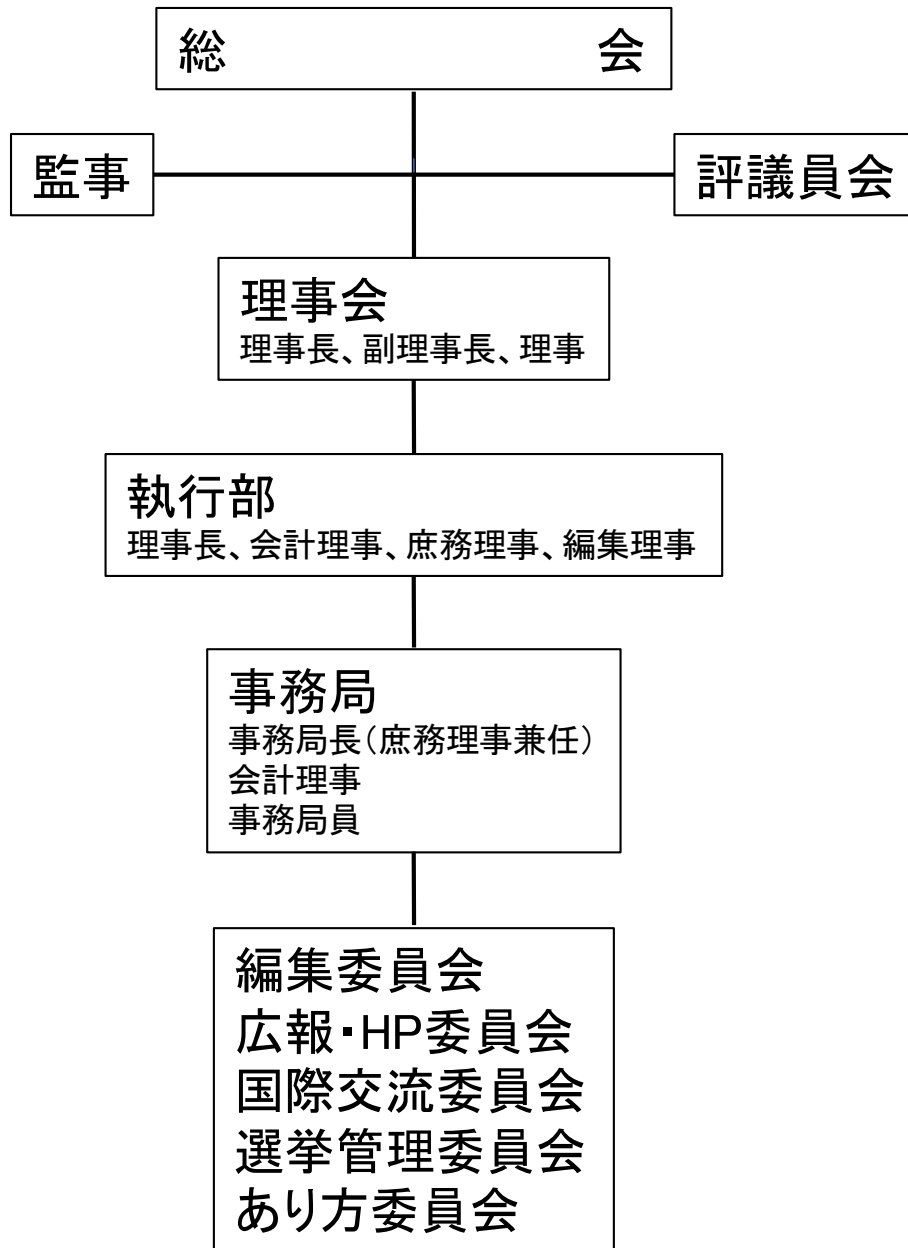 総 会
監事
評議員会
理事会
理事長、副理事長、理事
執行部
理事長、会計理事、庶務理事、編集理事
事務局
事務局長(庶務理事兼任)
会計理事
事務局員
編集委員会
広報・HP委員会
国際交流委員会
選挙管理委員会
あり方委員会